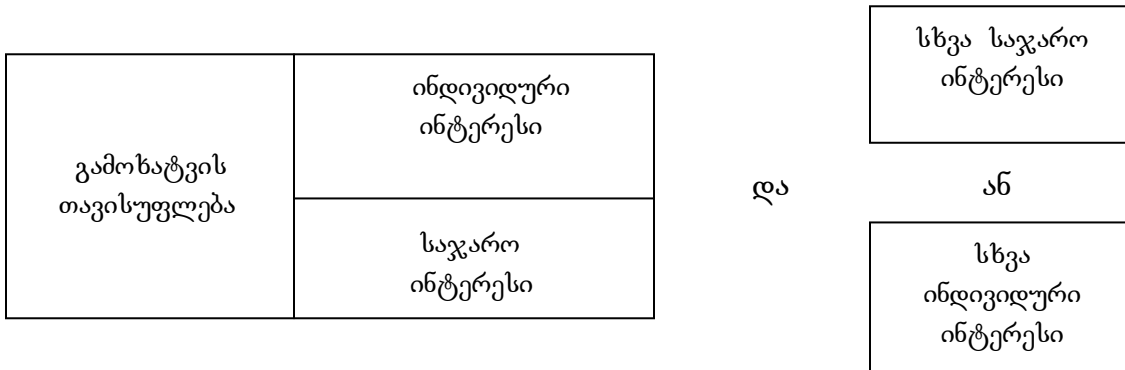 გამოხატვის
თავისუფლება
ინდივიდური
ინტერესი
საჯარო
ინტერესი
და
სხვა საჯარო
ინტერესი
ან
სხვა
ინდივიდური
ინტერესი